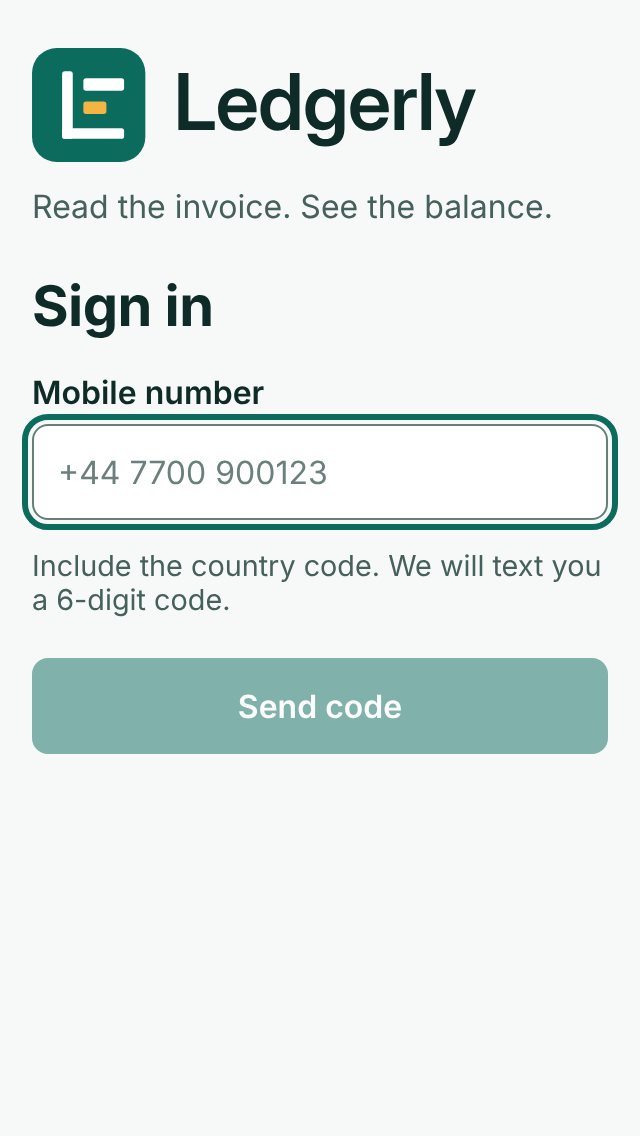 Ledgerly
Read the invoice. See the balance.
Sign in
Mobile number
+44 7700 900123
Include the country code. We will text you
a 6-digit code.
Send code